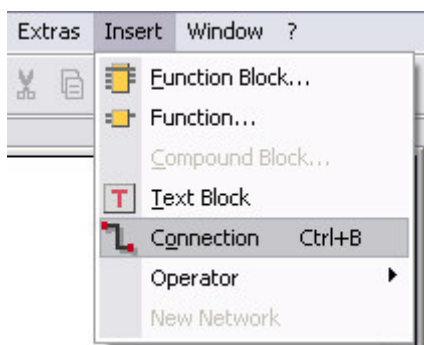 Extras Insert Window ?
Function Block...
Function...
Compound Block...
T Text Block
Connection Ctrl+B
Operator
New Network